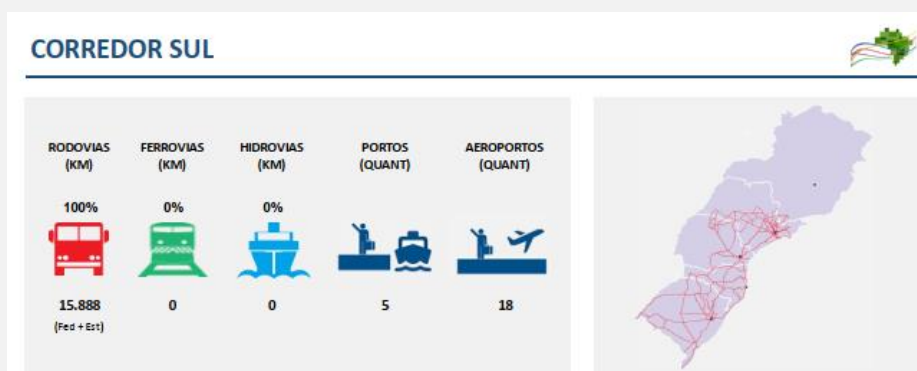 CORREDOR SUL
RODOVIAS
(KM)
FERROVIAS
(KM)
HIDROVIAS
(KM)
PORTOS
(QUANT)
AEROPORTOS
(QUANT)
100%
0%
0%
15.888
(Fed + Est)
0
0
5
18